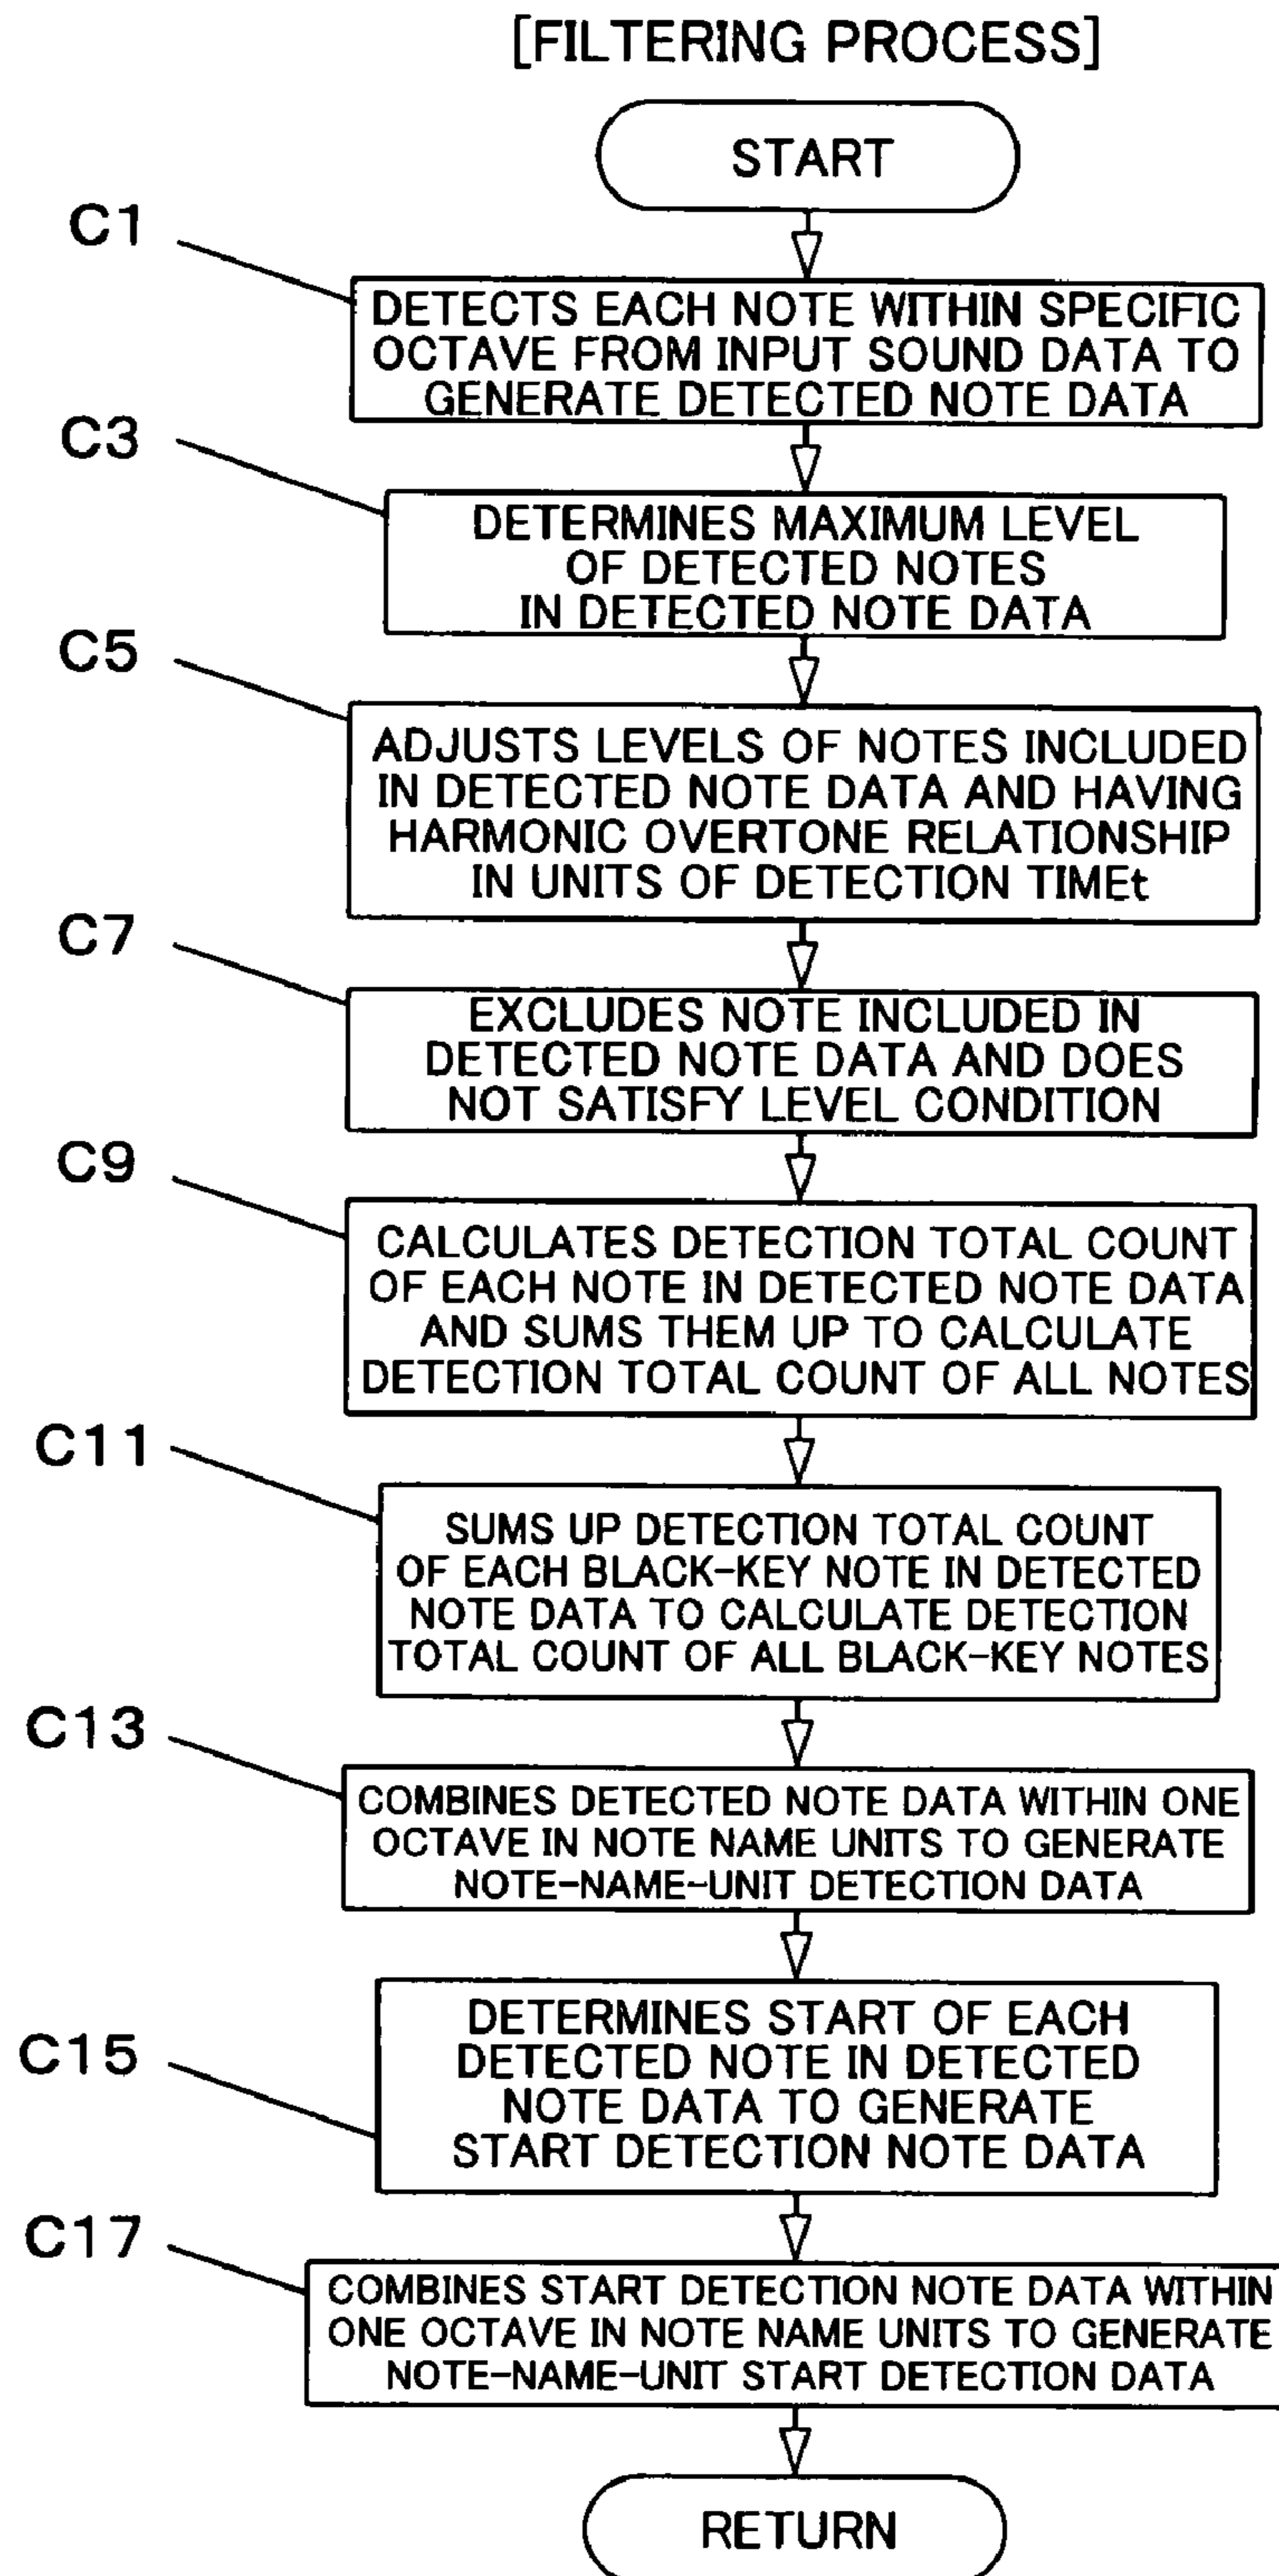 [FILTERING PROCESS]
START
C1
DETECTS EACH NOTE WITHIN SPECIFIC
OCTAVE FROM INPUT SOUND DATA TO
GENERATE DETECTED NOTE DATA
C3
DETERMINES MAXIMUM LEVEL
OF DETECTED NOTES
IN DETECTED NOTE DATA
C5
ADJUSTS LEVELS OF NOTES INCLUDED
IN DETECTED NOTE DATA AND HAVING
HARMONIC OVERTONE RELATIONSHIP
IN UNITS OF DETECTION TIMEt
C7
EXCLUDES NOTE INCLUDED IN
DETECTED NOTE DATA AND DOES
NOT SATISFY LEVEL CONDITION
C9
CALCULATES DETECTION TOTAL COUNT
OF EACH NOTE IN DETECTED NOTE DATA
AND SUMS THEM UP TO CALCULATE
DETECTION TOTAL COUNT OF ALL NOTES
C11
SUMS UP DETECTION TOTAL COUNT
OF EACH BLACK-KEY NOTE IN DETECTED
NOTE DATA TO CALCULATE DETECTION
TOTAL COUNT OF ALL BLACK-KEY NOTES
C13
COMBINES DETECTED NOTE DATA WITHIN ONE
OCTAVE IN NOTE NAME UNITS TO GENERATE
NOTE-NAME-UNIT DETECTION DATA
C15
DETERMINES START OF EACH
DETECTED NOTE IN DETECTED
NOTE DATA TO GENERATE
START DETECTION NOTE DATA
C17
COMBINES START DETECTION NOTE DATA WITHIN
ONE OCTAVE IN NOTE NAME UNITS TO GENERATE
NOTE-NAME-UNIT START DETECTION DATA
RETURN